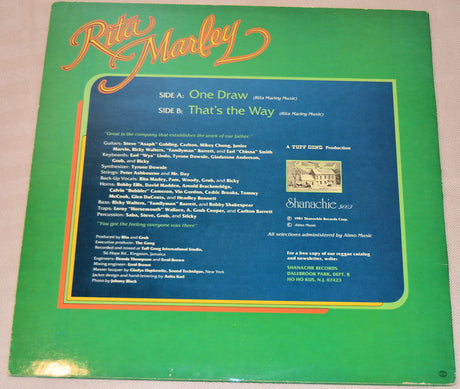 Rita
Marley
SIDE A: One Draw (Rita Marley Music)
SIDE B: That's the Way (Rita Marley Music)
"Great is the company that establishes the work of our father."
Guitars: Steve "Asaph" Golding, Carlton, Mikey Chung, Junior
Marvin, Ricky Walters, "Familyman" Barrett, and Earl "China" Smith
Keyboards: Earl "Wya" Lindo, Tyrone Downie, Gladstone Anderson,
Grub, and Ricky
Synthesizer: Tyrone Downie
Strings: Peter Ashbourne and Mr. Day
Back-Up Vocals: Rita Marley, Pam, Woody, Grub, and Ricky
Horns: Bobby Ellis, David Madden, Arnold Brackenridge,
Calvin "Bubbles" Cameron, Vin Gordon, Cedric Brooks, Tommy
McCook, Glen DaCosta, and Headley Bennett
Bass: Ricky Walters, "Familyman" Barrett, and Robby Shakespear
Traps: Leroy "Horsemouth" Wallace, A. Grub Cooper, and Carlton Barrett
Percussion: Sabo, Steve, Grub, and Sticky
"You got the feeling everyone was there"
Produced by Rita and Grub
Executive producer: The Gong
Recorded and mixed at Tuff Gong International Studio,
56 Hope Rd., Kingston, Jamaica
Engineers: Dennis Thompson and Errol Brown
Mixing engineer: Errol Brown
Master lacquer by Gladys Hopkowitz, Sound Technique, New York
Jacket design and hand-lettering by Anita Karl
Photo by Johnny Black
A TUFF GONG Production
Shanachie 5003
℗ 1981 Shanachie Records Corp.
© Aimo Music
All selections administered by Aimo Music
For a free copy of our reggae catalog
and newsletter, write:
SHANACHIE RECORDS
DALEBROOK PARK, DEPT. R
HO HO KUS, N.J. 07423